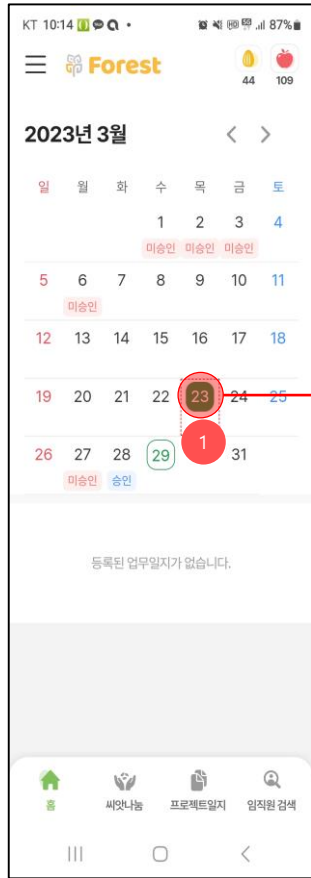 KT 10:14 87%
Forest
44 109
2023년 3월
일 월 화 수 목 금 토
1 2 3 4
미승인 미승인 미승인
5 6 7 8 9 10 11
미승인
12 13 14 15 16 17 18
19 20 21 22 23 24 25
1
26 27 28 29 31
미승인 승인
등록된 업무일지가 없습니다.
홈 씨앗나눔 프로젝트일지 임직원 검색